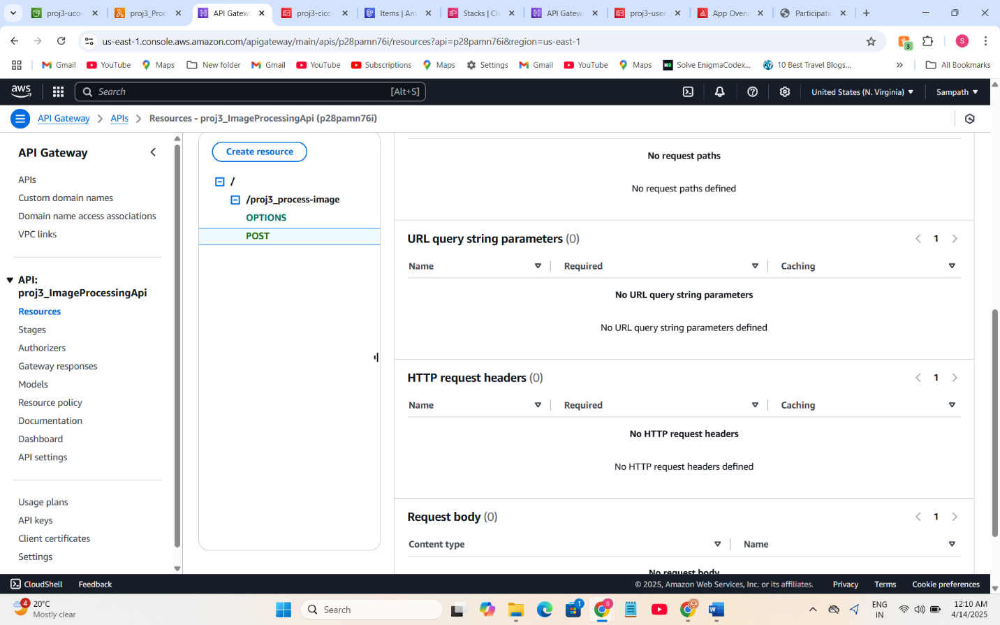 proj3-uco-
proj3_Proc
API Gatew
proj3-cicc-
Items | Am
Stacks | Clo
API Gatew
proj3-user
App Overv
Participatic
us-east-1.console.aws.amazon.com/apigateway/main/apis/p28pamn76i/resources?api=p28pamn76i&region=us-east-1
3
S
Gmail
YouTube
Maps
New folder
Gmail
YouTube
Subscriptions
Maps
Settings
Gmail
YouTube
Maps
Solve EnigmaCodex...
10 Best Travel Blogs...
All Bookmarks
aws
Search
[Alt+S]
United States (N. Virginia)
Sampath
API Gateway
APIs
Resources - proj3_ImageProcessingApi (p28pamn76i)
API Gateway
APIs
Custom domain names
Domain name access associations
VPC links
API:
proj3_ImageProcessingApi
Resources
Stages
Authorizers
Gateway responses
Models
Resource policy
Documentation
Dashboard
API settings
Usage plans
API keys
Client certificates
Settings
Create resource
/
/proj3_process-image
OPTIONS
POST
No request paths
No request paths defined
URL query string parameters (0)
1
Name
Required
Caching
No URL query string parameters
No URL query string parameters defined
HTTP request headers (0)
1
Name
Required
Caching
No HTTP request headers
No HTTP request headers defined
Request body (0)
1
Content type
Name
No request body
CloudShell
Feedback
© 2025, Amazon Web Services, Inc. or its affiliates.
Privacy
Terms
Cookie preferences
4
20°C
Mostly clear
Search
1
S
ENG
IN
12:10 AM
4/14/2025